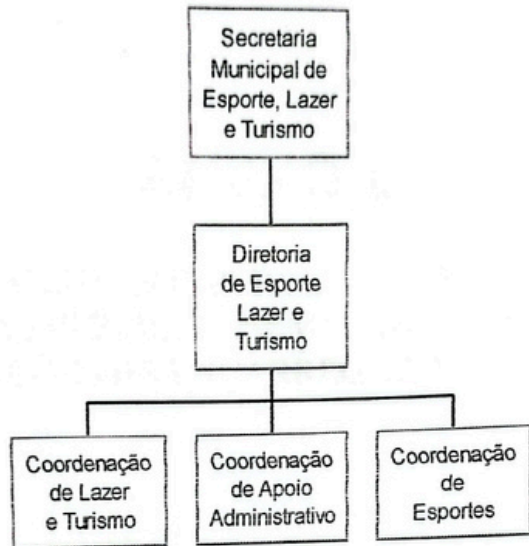 Secretaria
Municipal de
Esporte, Lazer
e Turismo
Diretoria
de Esporte
Lazer e
Turismo
Coordenação
de Lazer
e Turismo
Coordenação
de Apoio
Administrativo
Coordenação
de
Esportes